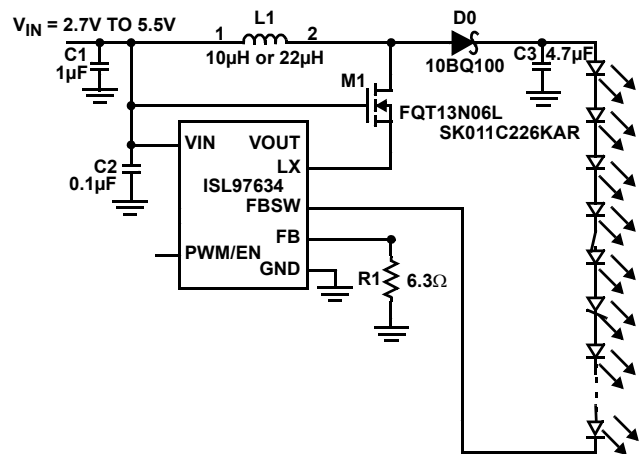 V_IN = 2.7V TO 5.5V
L1
D0
1
2
C1
1µF
10µH or 22µH
10BQ100
C3
4.7µF
M1
FQT13N06L
SK011C226KAR
VIN
VOUT
C2
0.1µF
LX
ISL97634
FBSW
FB
PWM/EN
GND
R1
6.3Ω